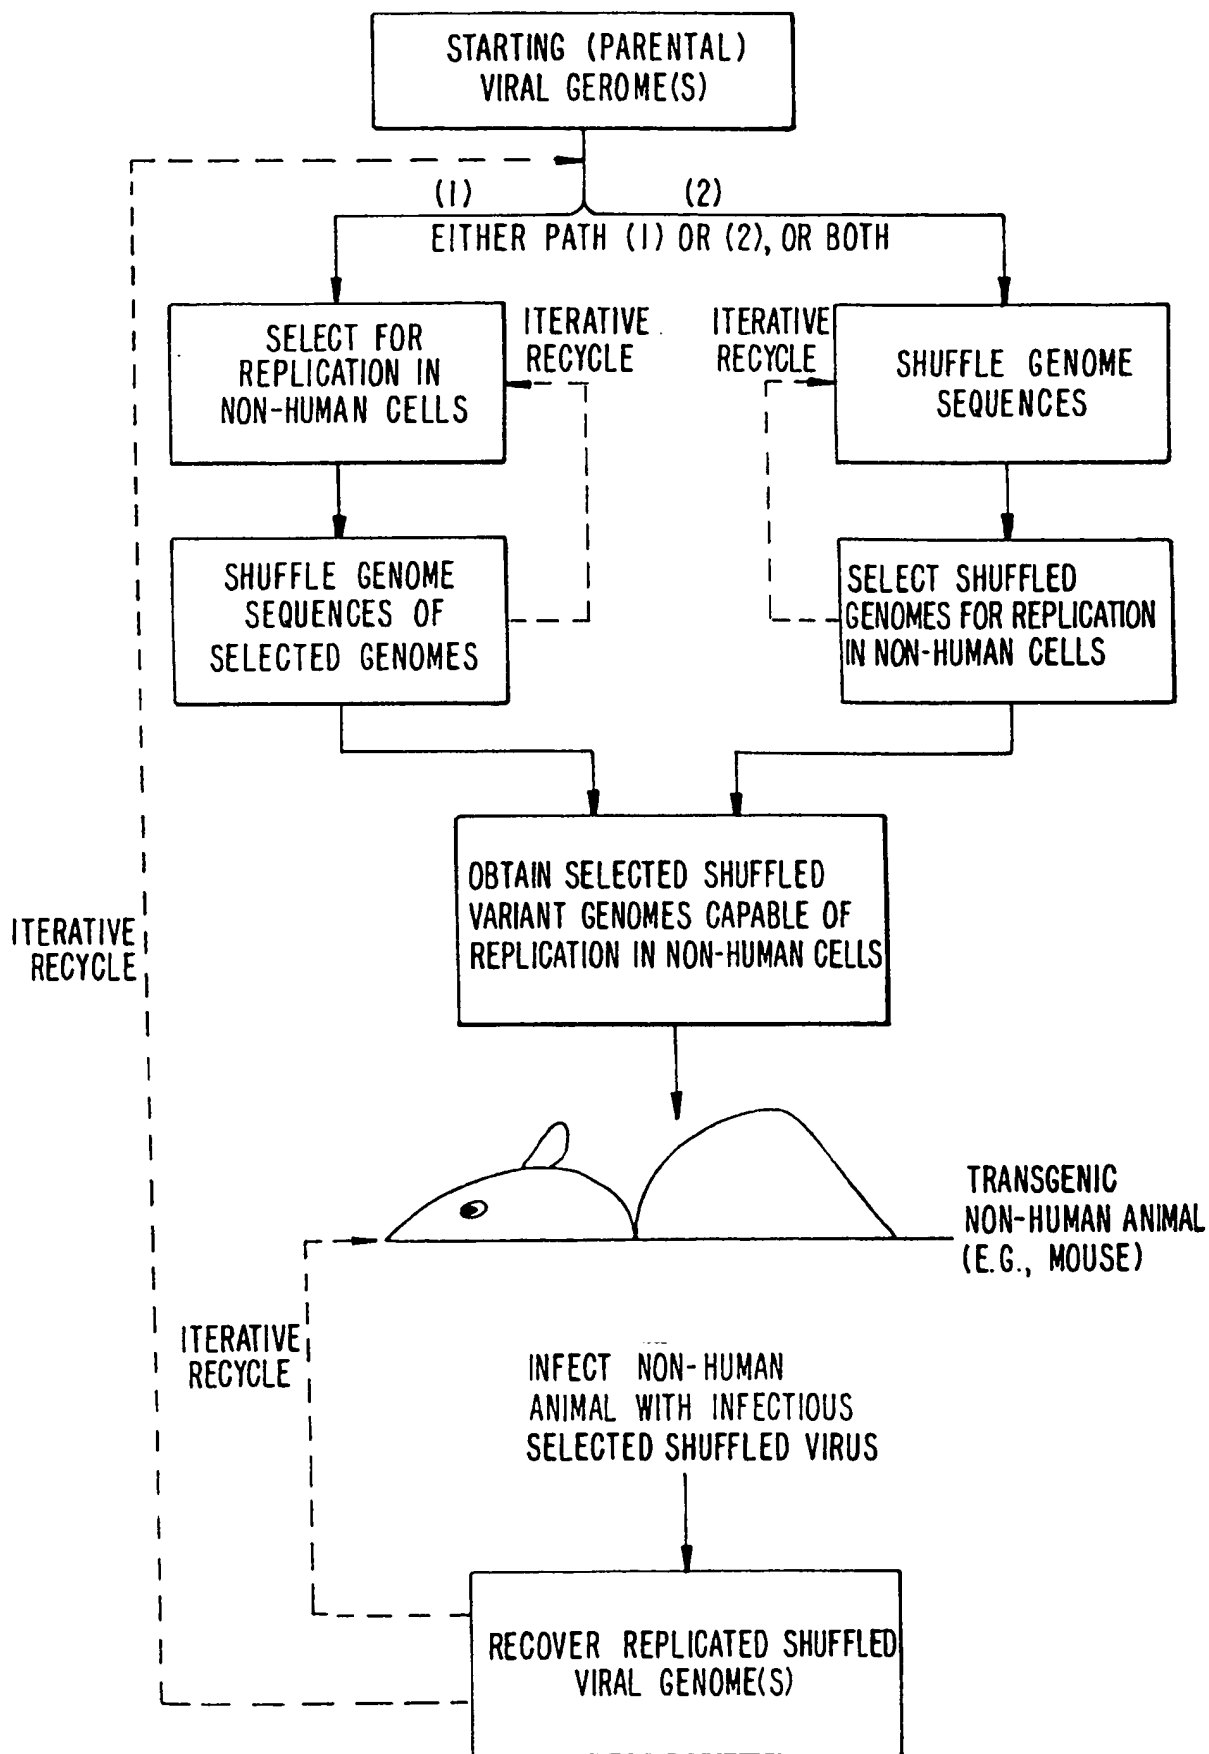 STARTING (PARENTAL)
VIRAL GEROME(S)
(1)
(2)
EITHER PATH (1) OR (2), OR BOTH
SELECT FOR
REPLICATION IN
NON-HUMAN CELLS
ITERATIVE
RECYCLE
ITERATIVE
RECYCLE
SHUFFLE GENOME
SEQUENCES
SHUFFLE GENOME
SEQUENCES OF
SELECTED GENOMES
SELECT SHUFFLED
GENOMES FOR REPLICATION
IN NON-HUMAN CELLS
OBTAIN SELECTED SHUFFLED
VARIANT GENOMES CAPABLE OF
REPLICATION IN NON-HUMAN CELLS
ITERATIVE
RECYCLE
TRANSGENIC
NON-HUMAN ANIMAL
(E.G., MOUSE)
ITERATIVE
RECYCLE
INFECT NON-HUMAN
ANIMAL WITH INFECTIOUS
SELECTED SHUFFLED VIRUS
RECOVER REPLICATED SHUFFLED
VIRAL GENOME(S)